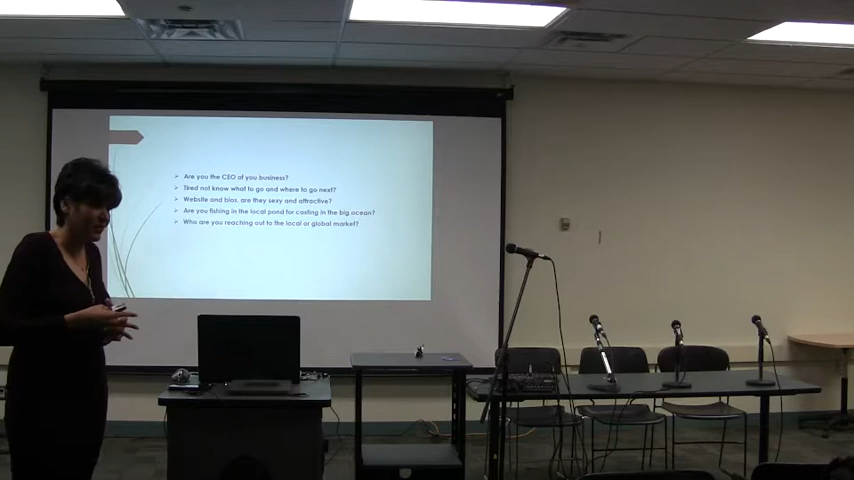 Are you the CEO of you business?
Tired not know what to go and where to go next?
Website and bios, are they sexy and attractive?
Are you fishing in the local pond for casting in the big ocean?
Who are you reaching out to the local or global market?